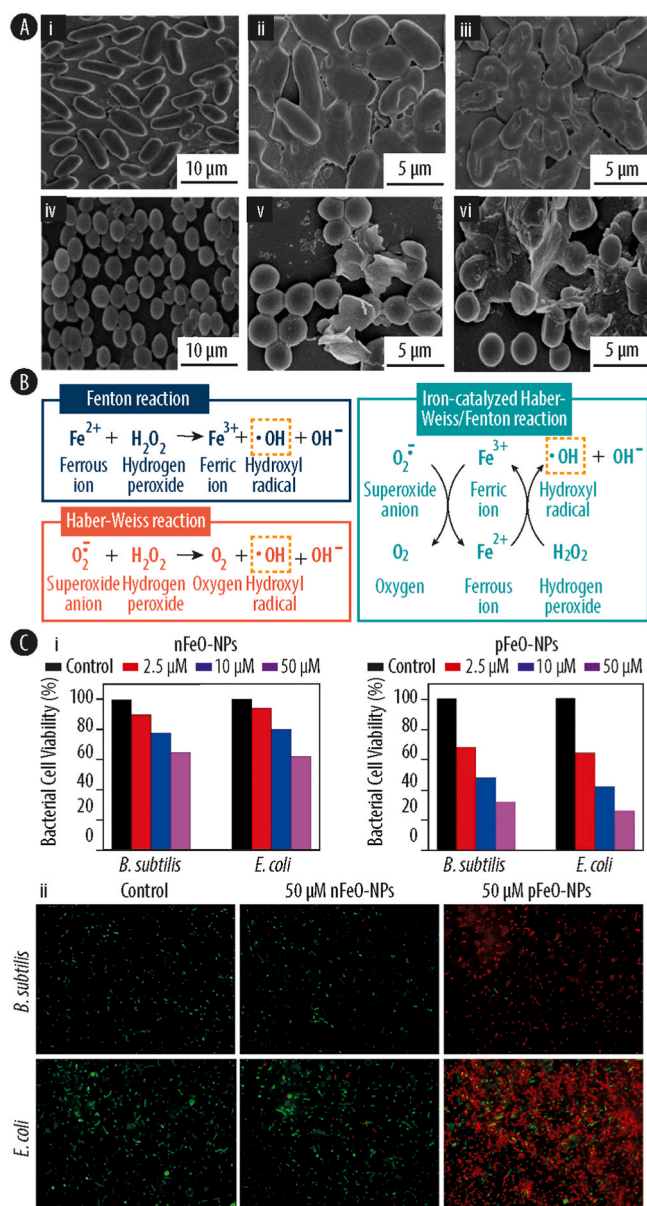 A
i
ii
iii
10 µm
5 µm
5 µm
iv
v
vi
10 µm
5 µm
5 µm
B
Fenton reaction
Fe2+ + H2O2 → Fe3+ + •OH + OH−
Ferrous Hydrogen Ferric Hydroxyl
ion peroxide ion radical
Haber-Weiss reaction
O2•− + H2O2 → O2 + •OH + OH−
Superoxide Hydrogen Oxygen Hydroxyl
anion peroxide radical
Iron-catalyzed Haber-
Weiss/Fenton reaction
O2•− Fe3+ •OH + OH−
Superoxide Ferric Hydroxyl
anion ion radical
O2 Fe2+ H2O2
Oxygen Ferrous Hydrogen
ion peroxide
C
i
nFeO-NPs
Control 2.5 µM 10 µM 50 µM
Bacterial Cell Viability (%)
100
80
60
40
20
0
B. subtilis E. coli
pFeO-NPs
Control 2.5 µM 10 µM 50 µM
Bacterial Cell Viability (%)
100
80
60
40
20
0
B. subtilis E. coli
ii
Control 50 µM nFeO-NPs 50 µM pFeO-NPs
B. subtilis
E. coli